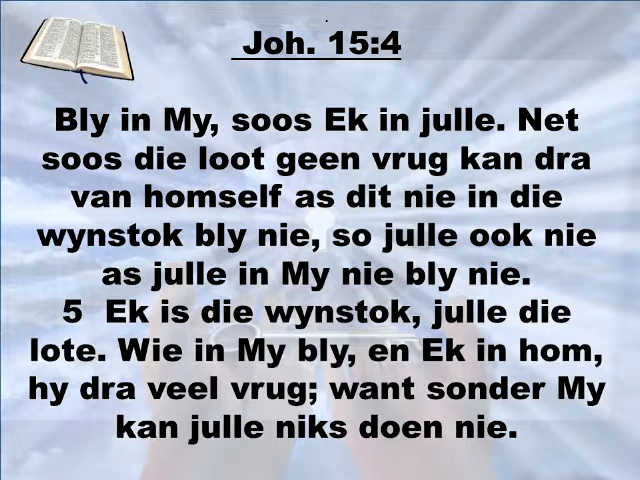 Joh. 15:4
Bly in My, soos Ek in julle. Net
soos die loot geen vrug kan dra
van homself as dit nie in die
wynstok bly nie, so julle ook nie
as julle in My nie bly nie.
5  Ek is die wynstok, julle die
lote. Wie in My bly, en Ek in hom,
hy dra veel vrug; want sonder My
kan julle niks doen nie.